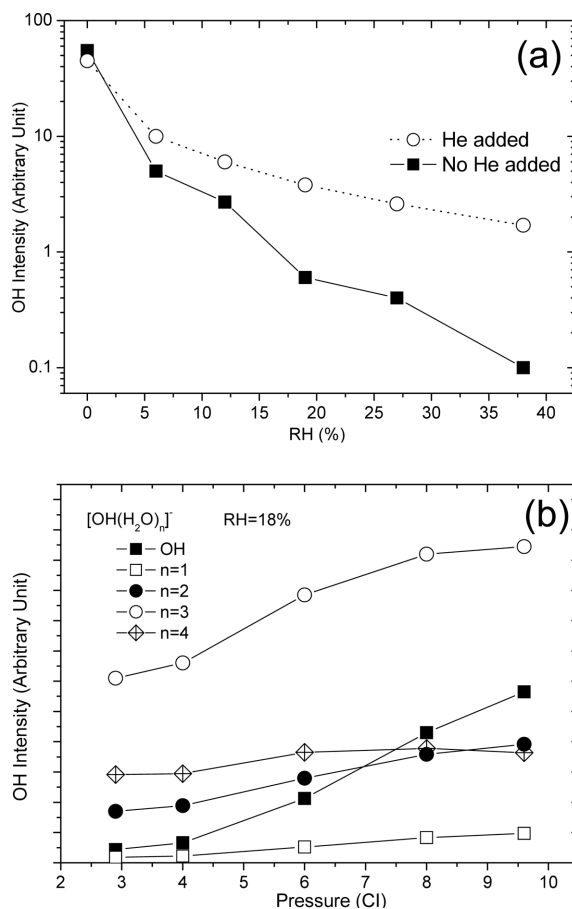 (a)
100
10
1
0.1
OH Intensity (Arbitrary Unit)
He added
No He added
0 5 10 15 20 25 30 35 40
RH (%)
(b)
[OH(H₂O)ₙ]⁻ RH=18%
OH
n=1
n=2
n=3
n=4
OH Intensity (Arbitrary Unit)
2 3 4 5 6 7 8 9 10
Pressure (CI)